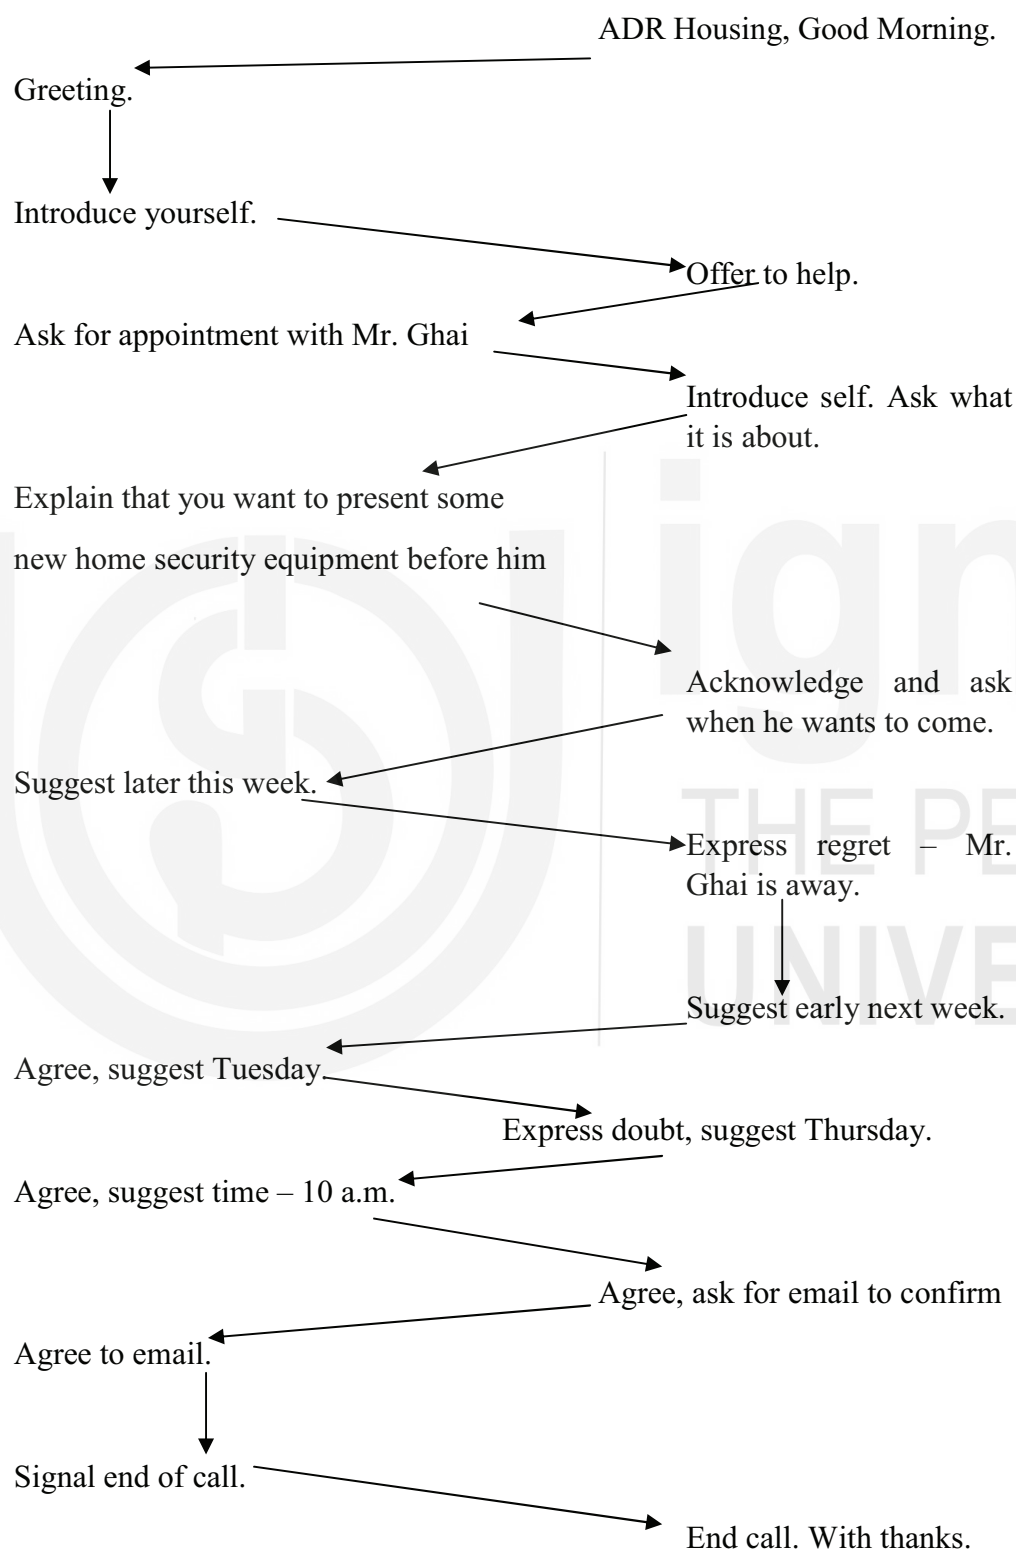 ADR Housing, Good Morning.
Greeting.
Introduce yourself.
Offer to help.
Ask for appointment with Mr. Ghai
Introduce self. Ask what
it is about.
Explain that you want to present some
new home security equipment before him
Acknowledge and ask
when he wants to come.
Suggest later this week.
Express regret – Mr.
Ghai is away.
Suggest early next week.
Agree, suggest Tuesday.
Express doubt, suggest Thursday.
Agree, suggest time – 10 a.m.
Agree, ask for email to confirm
Agree to email.
Signal end of call.
End call. With thanks.
ign
THE PE
UNIVE